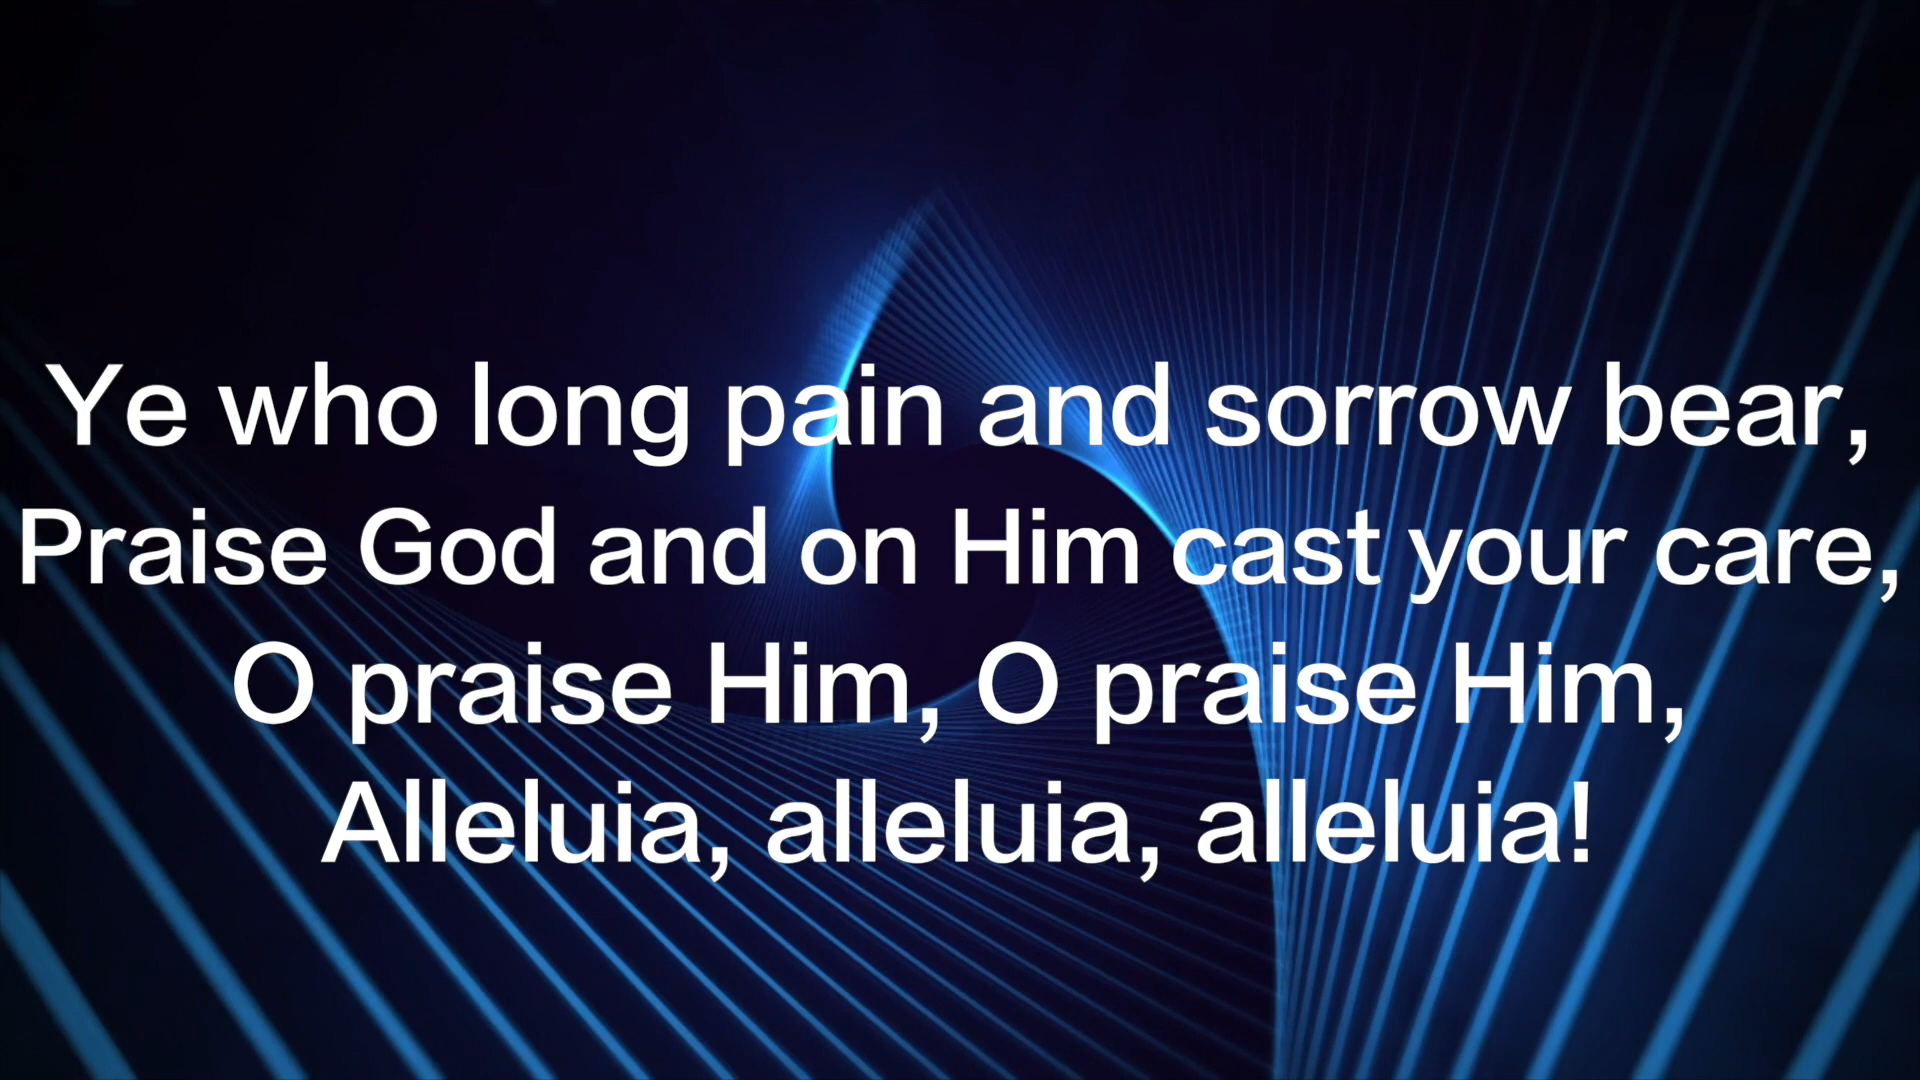 Ye who long pain and sorrow bear,
Praise God and on Him cast your care,
O praise Him, O praise Him,
Alleluia, alleluia, alleluia!